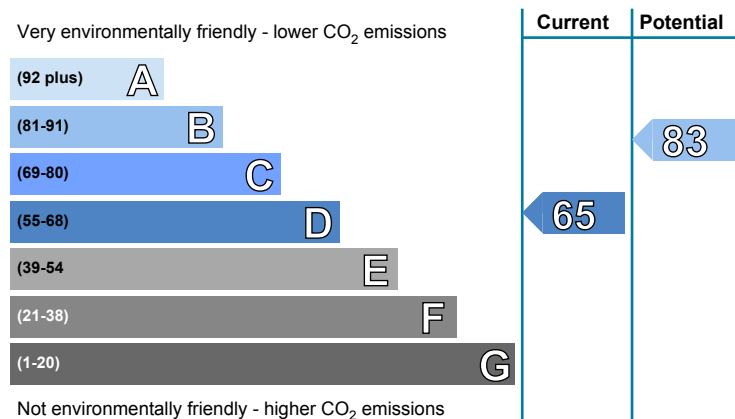 Very environmentally friendly - lower CO₂ emissions
Current
Potential
(92 plus) A
(81-91) B
(69-80) C
(55-68) D
(39-54 E
(21-38) F
(1-20) G
83
65
Not environmentally friendly - higher CO₂ emissions